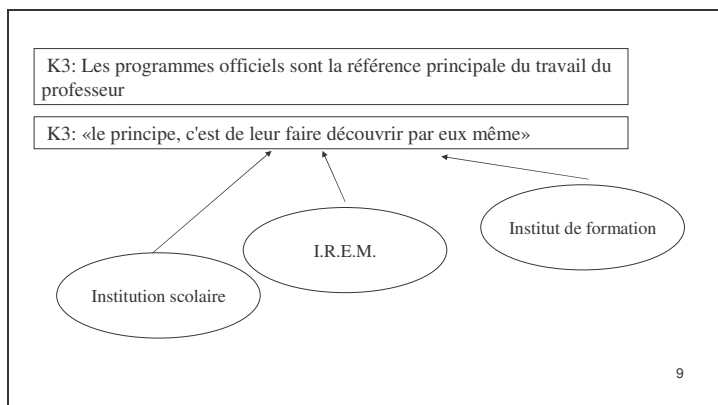 K3: Les programmes officiels sont la référence principale du travail du
professeur
K3: «le principe, c'est de leur faire découvrir par eux même»
Institut de formation
I.R.E.M.
Institution scolaire
9